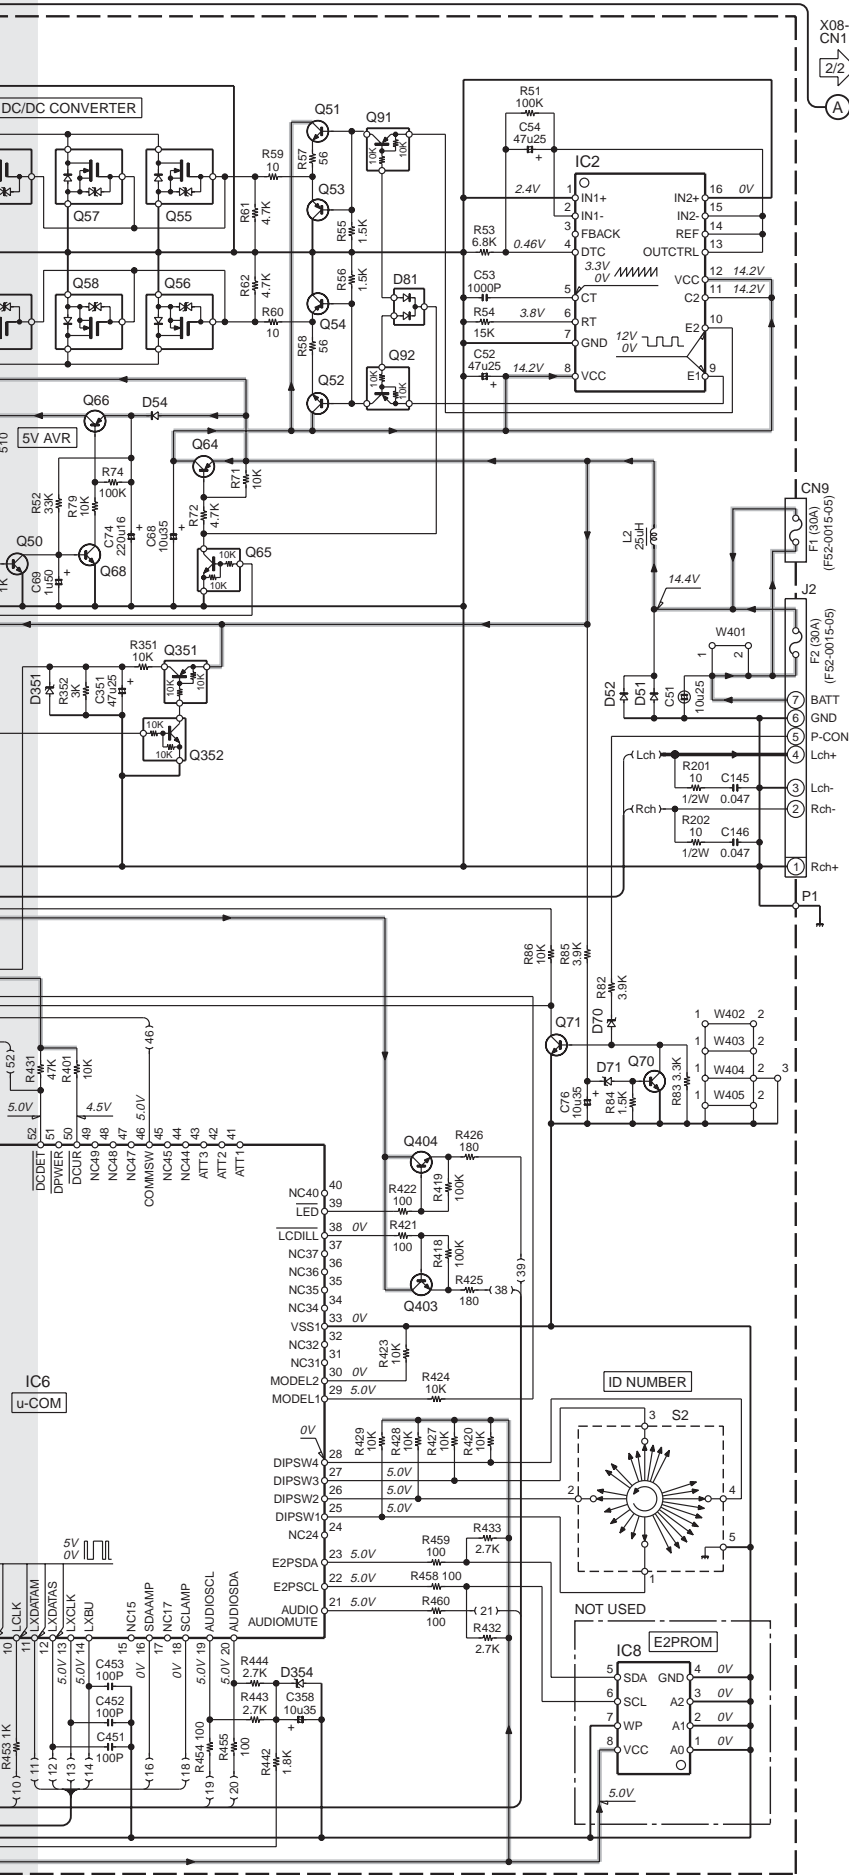 X08-
CN1
2/2
A
DC/DC CONVERTER
Q51
Q91
R51
100K
C54
47u25
+
IC2
R59
10
R57
56
10K
10K
Q57
Q55
R61
4.7K
Q53
R55
1.5K
2.4V
1 IN1+
2 IN1-
3 FBACK
4 DTC
5 CT
6 RT
7 GND
8 VCC
IN2+ 16 0V
IN2- 15
REF 14
OUTCTRL 13
VCC 12 14.2V
C2 11 14.2V
E2 10
E1 9
R53
6.8K
0.46V
3.3V
0V
C53
1000P
R54
15K
3.8V
12V
0V
C52
47u25
+
14.2V
Q58
Q56
R62
4.7K
R56
1.5K
D81
R60
10
Q54
R58
56
Q92
10K
10K
Q52
Q66
D54
510
5V AVR
R74
100K
R52
33K
R79
10K
Q64
R71
10K
R72
4.7K
C74
220u16
+
C68
10u35
+
Q50
1K
C69
1u50
+
Q68
Q65
10K
10K
L2
25uH
14.4V
CN9
F1 (30A)
(F52-0015-05)
J2
F2 (30A)
(F52-0015-05)
W401
1
2
R351
10K
Q351
10K
10K
D351
R352
3K
C351
47u25
+
10K
10K
Q352
D52
D51
C51
10u25
7 BATT
6 GND
5 P-CON
4 Lch+
3 Lch-
2 Rch-
1 Rch+
Lch
R201
10
1/2W
C145
0.047
Rch
R202
10
1/2W
C146
0.047
P1
R86
10K
R85
3.9K
R82
3.9K
Q71
D70
D71
Q70
C76
10u35
+
R84
1.5K
R83 3.3K
1 W402 2
1 W403 2
1 W404 2
3
1 W405 2
52
R431
47K
R401
10K
46
5.0V
4.5V
5.0V
52 DCDET
51 DPWER
50 DCUR
49 NC49
48 NC48
47 NC47
46 COMMSW
45 NC45
44 NC44
43 ATT3
42 ATT2
41 ATT1
NC40 40
LED 39
LCDILL 38 0V
NC37 37
NC36 36
NC35 35
NC34 34
VSS1 33 0V
NC32 32
NC31 31
MODEL2 30 0V
MODEL1 29 5.0V
0V
DIPSW4 28
DIPSW3 27 5.0V
DIPSW2 26 5.0V
DIPSW1 25 5.0V
NC24 24
E2PSDA 23 5.0V
E2PSCL 22 5.0V
AUDIO 21 5.0V
AUDIOMUTE
Q404
R426
180
R422
100
R419
100K
R421
100
R418
100K
R425
180
38
39
Q403
R423
10K
R424
10K
IC6
u-COM
R429
10K
R428
10K
R427
10K
R420
10K
ID NUMBER
S2
3
2
4
5
1
R433
2.7K
R459
100
R458 100
R460
100
21
R432
2.7K
5V
0V
10 LCLK
11 LXDATAM
12 LXDATAS
13 LXCLK
14 LXBU
15 NC15
16 SDAAMP
17 NC17
18 SCLAMP
19 AUDIOSCL
20 AUDIOSDA
5.0V
5.0V
0V
0V
5.0V
5.0V
C453
100P
C452
100P
C451
100P
R453 1K
R454 100
R455
100
R444
2.7K
R443
2.7K
R442
1.8K
D354
C358
10u35
+
10
11
12
13
14
16
18
19
20
NOT USED
IC8
E2PROM
5 SDA
6 SCL
7 WP
8 VCC
GND 4 0V
A2 3 0V
A1 2 0V
A0 1 0V
5.0V